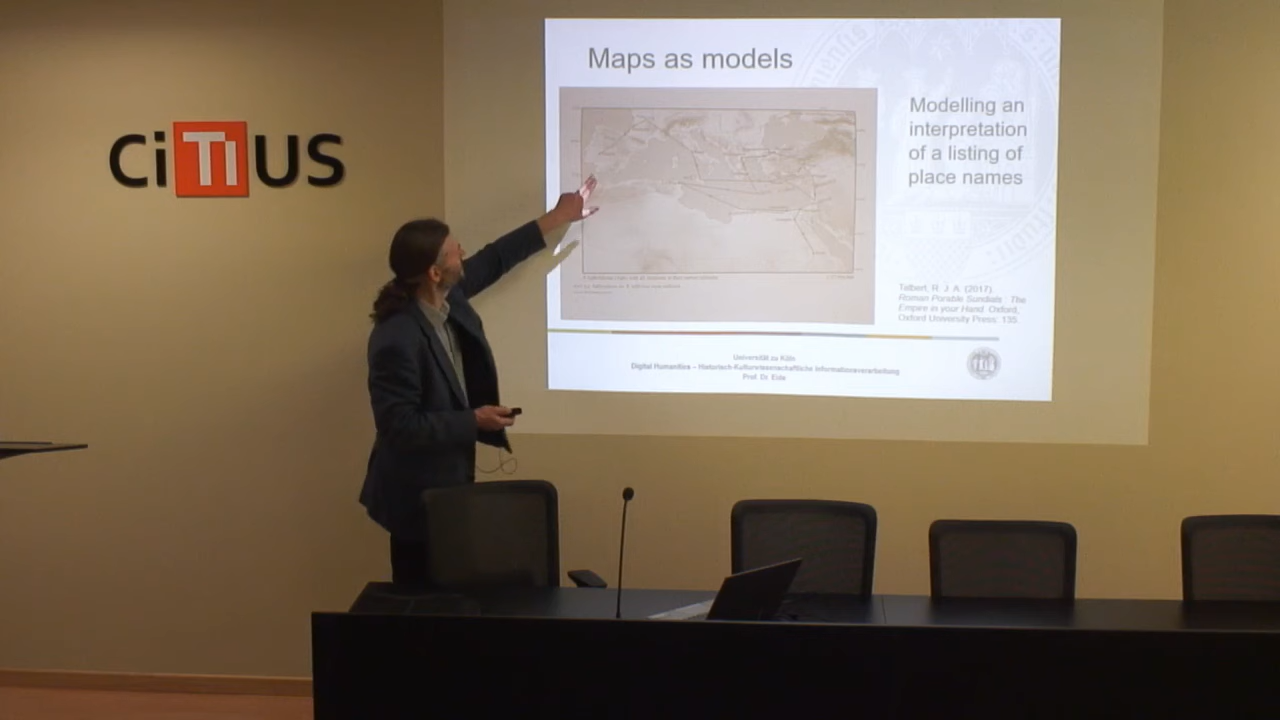 CiTIUS
Maps as models
Modelling an
interpretation
of a listing of
place names
Talbert, R. J. A. (2017).
Roman Portable Sundials : The
Empire in your Hand. Oxford,
Oxford University Press: 135.
Universität zu Köln
Digital Humanities – Historisch-Kulturwissenschaftliche Informationsverarbeitung
Prof. Dr. Eide